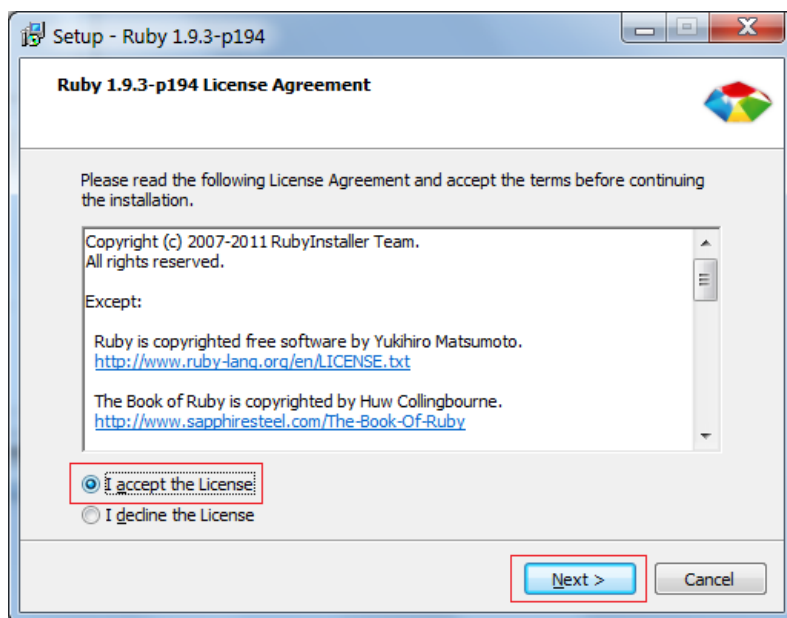 Setup - Ruby 1.9.3-p194
Ruby 1.9.3-p194 License Agreement
Please read the following License Agreement and accept the terms before continuing
the installation.
Copyright (c) 2007-2011 RubyInstaller Team.
All rights reserved.
Except:
Ruby is copyrighted free software by Yukihiro Matsumoto.
http://www.ruby-lang.org/en/LICENSE.txt
The Book of Ruby is copyrighted by Huw Collingbourne.
http://www.sapphiresteel.com/The-Book-Of-Ruby
I accept the License
I decline the License
Next >
Cancel